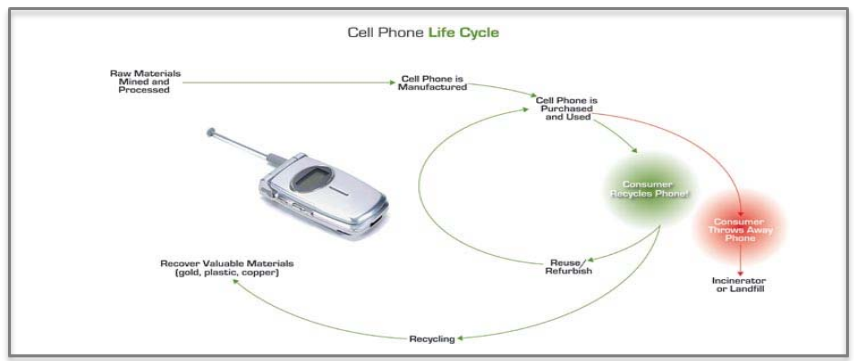 Cell Phone Life Cycle
Raw Materials
Mined and
Processed
Cell Phone is
Manufactured
Cell Phone is
Purchased
and Used
Consumer
Recycles Phone!
Consumer
Throws Away
Phone
Reuse/
Refurbish
Incinerator
or Landfill
Recover Valuable Materials
(gold, plastic, copper)
Recycling